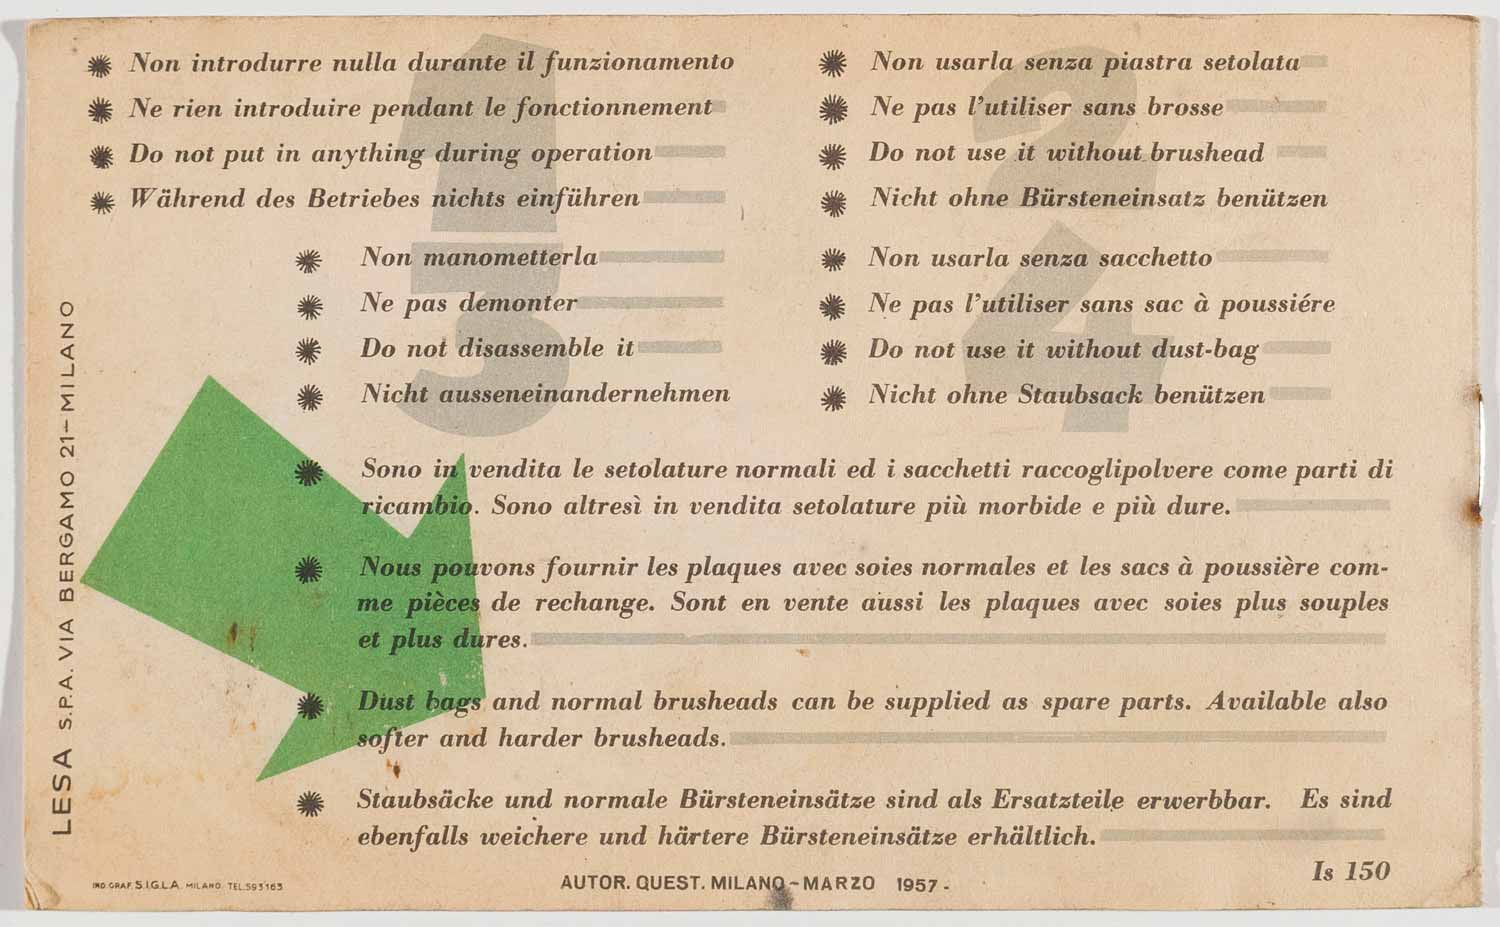 Non introdurre nulla durante il funzionamento
Ne rien introduire pendant le fonctionnement
Do not put in anything during operation
Während des Betriebes nichts einführen
1
Non usarla senza piastra setolata
Ne pas l'utiliser sans brosse
Do not use it without brushead
Nicht ohne Bürsteneinsatz benützen
2
Non manometterla
Ne pas demonter
Do not disassemble it
Nicht ausseneinandernehmen
3
Non usarla senza sacchetto
Ne pas l'utiliser sans sac à poussiére
Do not use it without dust-bag
Nicht ohne Staubsack benützen
4
Sono in vendita le setolature normali ed i sacchetti raccoglipolvere come parti di
ricambio. Sono altresì in vendita setolature più morbide e più dure.
Nous pouvons fournir les plaques avec soies normales et les sacs à poussière com-
me pièces de rechange. Sont en vente aussi les plaques avec soies plus souples
et plus dures.
Dust bags and normal brusheads can be supplied as spare parts. Available also
softer and harder brusheads.
Staubsäcke und normale Bürsteneinsätze sind als Ersatzteile erwerbbar. Es sind
ebenfalls weichere und härtere Bürsteneinsätze erhältlich.
Is 150
LESA S.P.A. VIA BERGAMO 21-MILANO
IND. GRAF. S.I.G.L.A. MILANO. TEL. 593163
AUTOR. QUEST. MILANO - MARZO 1957 -